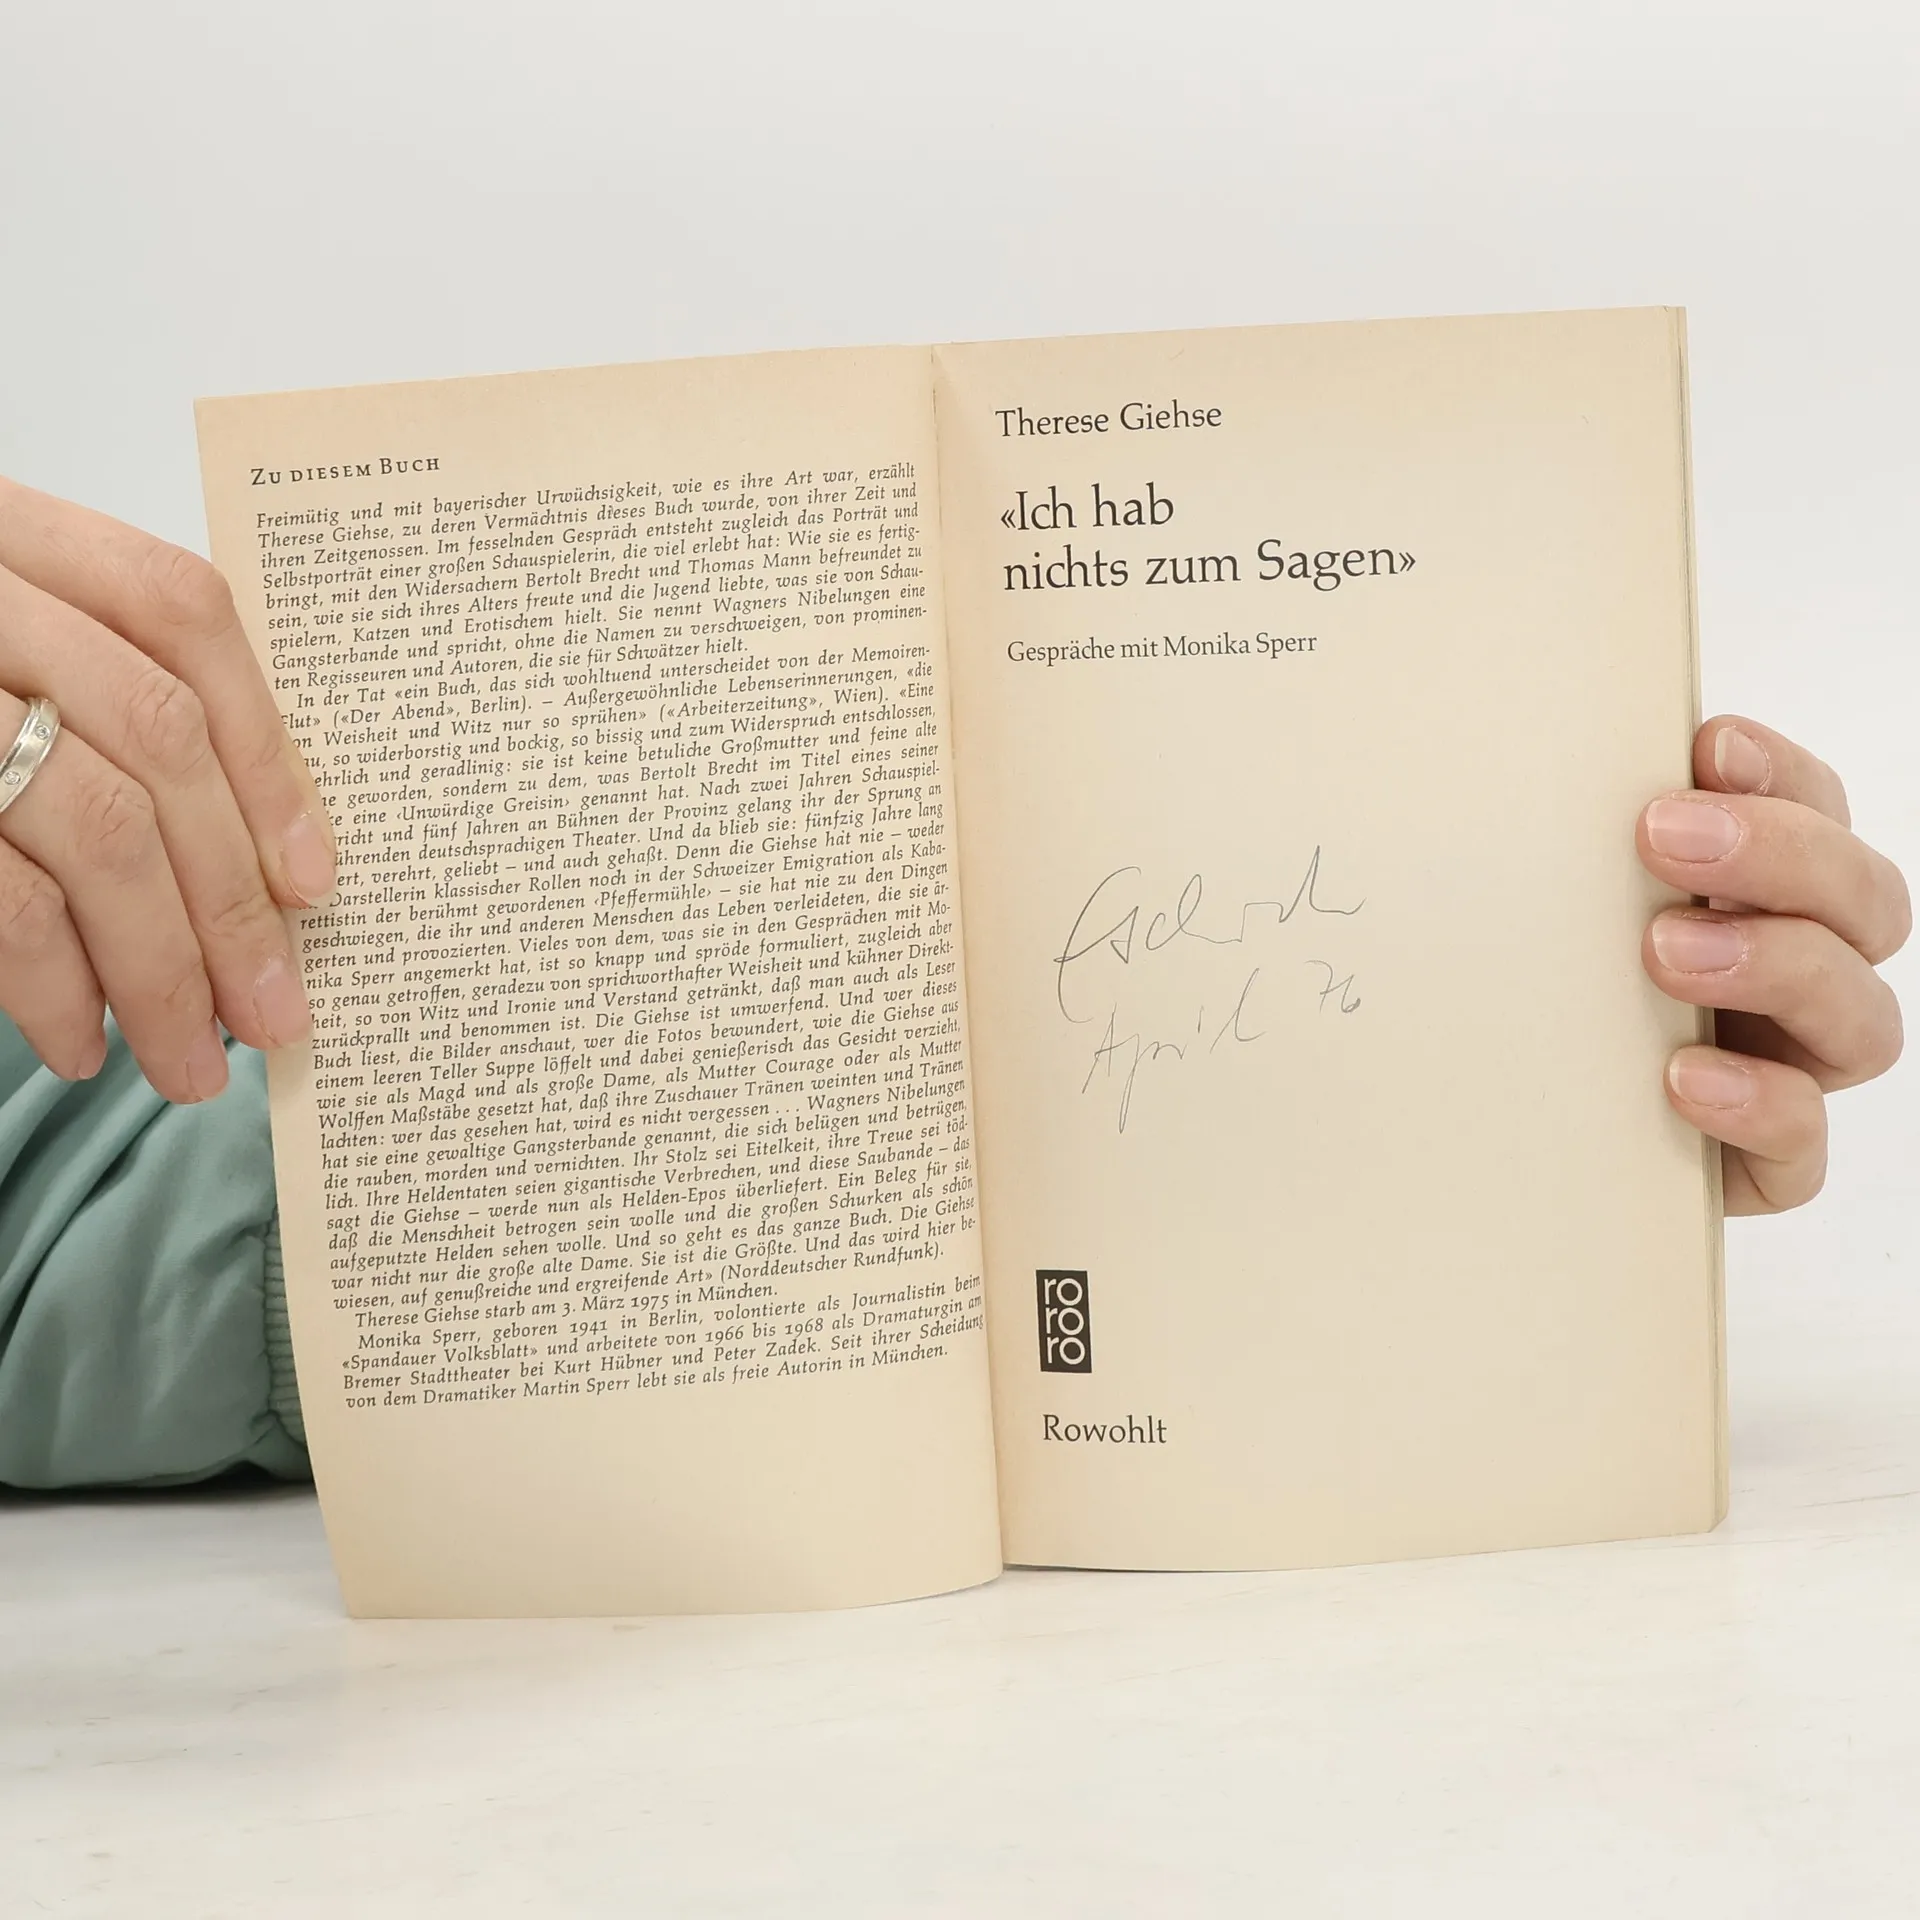 ZU DIESEM BUCH
Freimütig und mit bayerischer Urwüchsigkeit, wie es ihre Art war, erzählt
Therese Giehse, zu deren Vermächtnis dieses Buch wurde, von ihrer Zeit und
ihren Zeitgenossen. Im fesselnden Gespräch entsteht zugleich das Porträt und
Selbstporträt einer großen Schauspielerin, die viel erlebt hat: Wie sie es fertig-
bringt, mit den Widersachern Bertolt Brecht und Thomas Mann befreundet zu
sein, wie sie sich ihres Alters freute und die Jugend liebte, was sie von Schau-
spielern, Katzen und Erotischem hielt. Sie nennt Wagners Nibelungen eine
Gangsterbande und spricht, ohne die Namen zu verschweigen, von prominen-
ten Regisseuren und Autoren, die sie für Schwätzer hielt.
In der Tat «ein Buch, das sich wohltuend unterscheidet von der Memoiren-
Flut» («Der Abend», Berlin). – Außergewöhnliche Lebenserinnerungen, «die
on Weisheit und Witz nur so sprühen» («Arbeiterzeitung», Wien). «Eine
au, so widerborstig und bockig, so bissig und zum Widerspruch entschlossen,
ehrlich und geradlinig: sie ist keine betuliche Großmutter und feine alte
geworden, sondern zu dem, was Bertolt Brecht im Titel eines seiner
eine ‹Unwürdige Greisin› genannt hat. Nach zwei Jahren Schauspiel-
richt und fünf Jahren an Bühnen der Provinz gelang ihr der Sprung an
ührenden deutschsprachigen Theater. Und da blieb sie: fünfzig Jahre lang
ert, verehrt, geliebt – und auch gehaßt. Denn die Giehse hat nie – weder
Darstellerin klassischer Rollen noch in der Schweizer Emigration als Kaba-
rettistin der berühmt gewordenen ‹Pfeffermühle› – sie hat nie zu den Dingen
geschwiegen, die ihr und anderen Menschen das Leben verleideten, die sie är-
gerten und provozierten. Vieles von dem, was sie in den Gesprächen mit Mo-
nika Sperr angemerkt hat, ist so knapp und spröde formuliert, zugleich aber
so genau getroffen, geradezu von sprichworthafter Weisheit und kühner Direkt-
heit, so von Witz und Ironie und Verstand getränkt, daß man auch als Leser
zurückprallt und benommen ist. Die Giehse ist umwerfend. Und wer dieses
Buch liest, die Bilder anschaut, wer die Fotos bewundert, wie die Giehse aus
einem leeren Teller Suppe löffelt und dabei genießerisch das Gesicht verzieht,
wie sie als Magd und als große Dame, als Mutter Courage oder als Mutter
Wolffen Maßstäbe gesetzt hat, daß ihre Zuschauer Tränen weinten und Tränen
lachten: wer das gesehen hat, wird es nicht vergessen . . . Wagners Nibelungen
hat sie eine gewaltige Gangsterbande genannt, die sich belügen und betrügen,
die rauben, morden und vernichten. Ihr Stolz sei Eitelkeit, ihre Treue sei töd-
lich. Ihre Heldentaten seien gigantische Verbrechen, und diese Saubande – das
sagt die Giehse – werde nun als Helden-Epos überliefert. Ein Beleg für sie,
daß die Menschheit betrogen sein wolle und die großen Schurken als schön
aufgeputzte Helden sehen wolle. Und so geht es das ganze Buch. Die Giehse
war nicht nur die große alte Dame. Sie ist die Größte. Und das wird hier be-
wiesen, auf genußreiche und ergreifende Art» (Norddeutscher Rundfunk).
Therese Giehse starb am 3. März 1975 in München.
Monika Sperr, geboren 1941 in Berlin, volontierte als Journalistin beim
«Spandauer Volksblatt» und arbeitete von 1966 bis 1968 als Dramaturgin am
Bremer Stadttheater bei Kurt Hübner und Peter Zadek. Seit ihrer Scheidung
von dem Dramatiker Martin Sperr lebt sie als freie Autorin in München.
Therese Giehse
«Ich hab
nichts zum Sagen»
Gespräche mit Monika Sperr
April 76
ro
ro
ro
Rowohlt